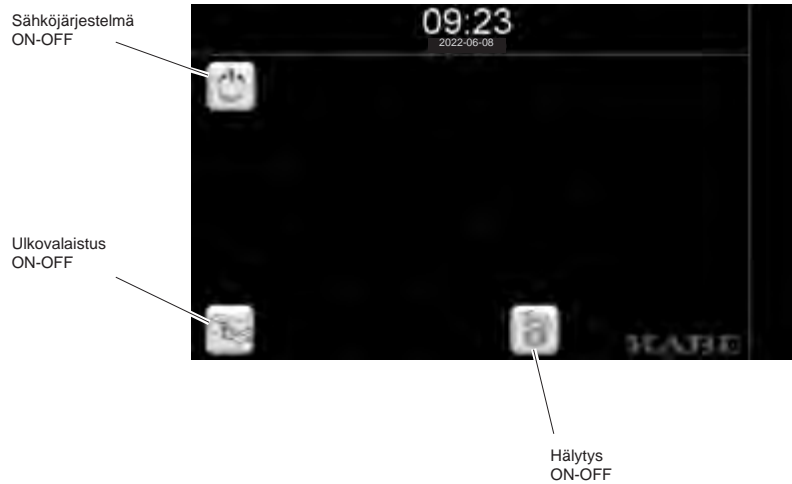 Sähköjärjestelmä
ON-OFF
09:23
2022-06-08
Ulkovalaistus
ON-OFF
KABE
Hälytys
ON-OFF